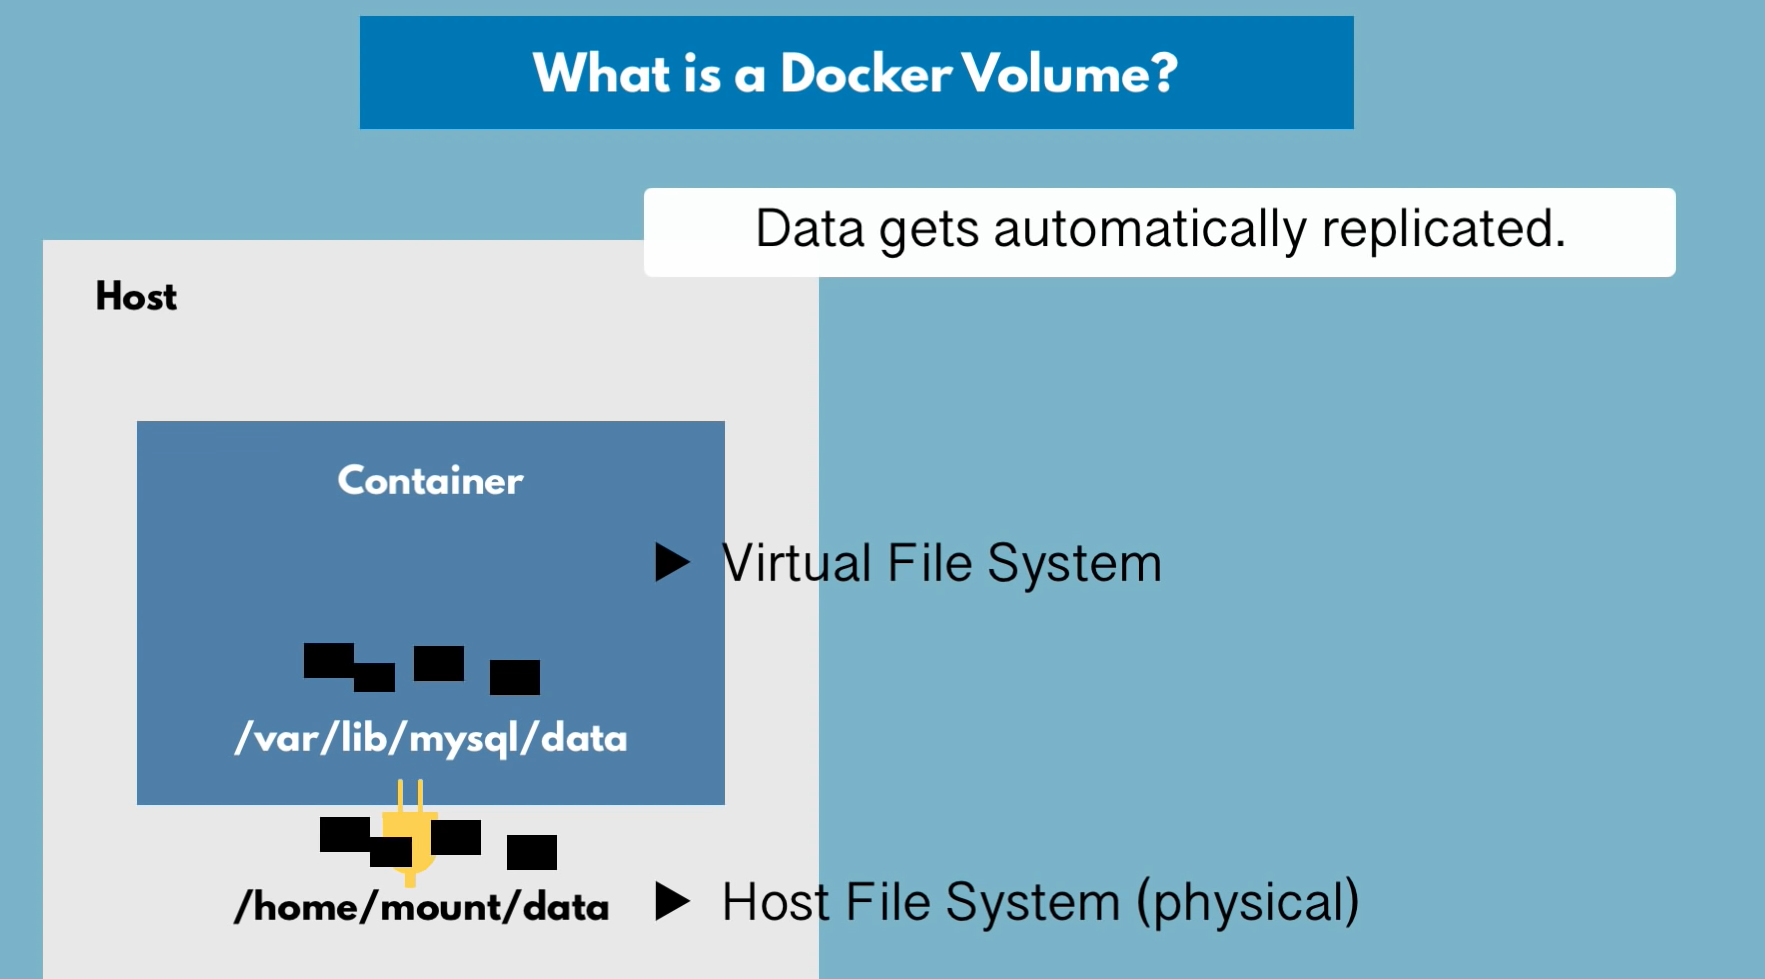 What is a Docker Volume?
Data gets automatically replicated.
Host
Container
▶ Virtual File System
/var/lib/mysql/data
/home/mount/data
▶ Host File System (physical)